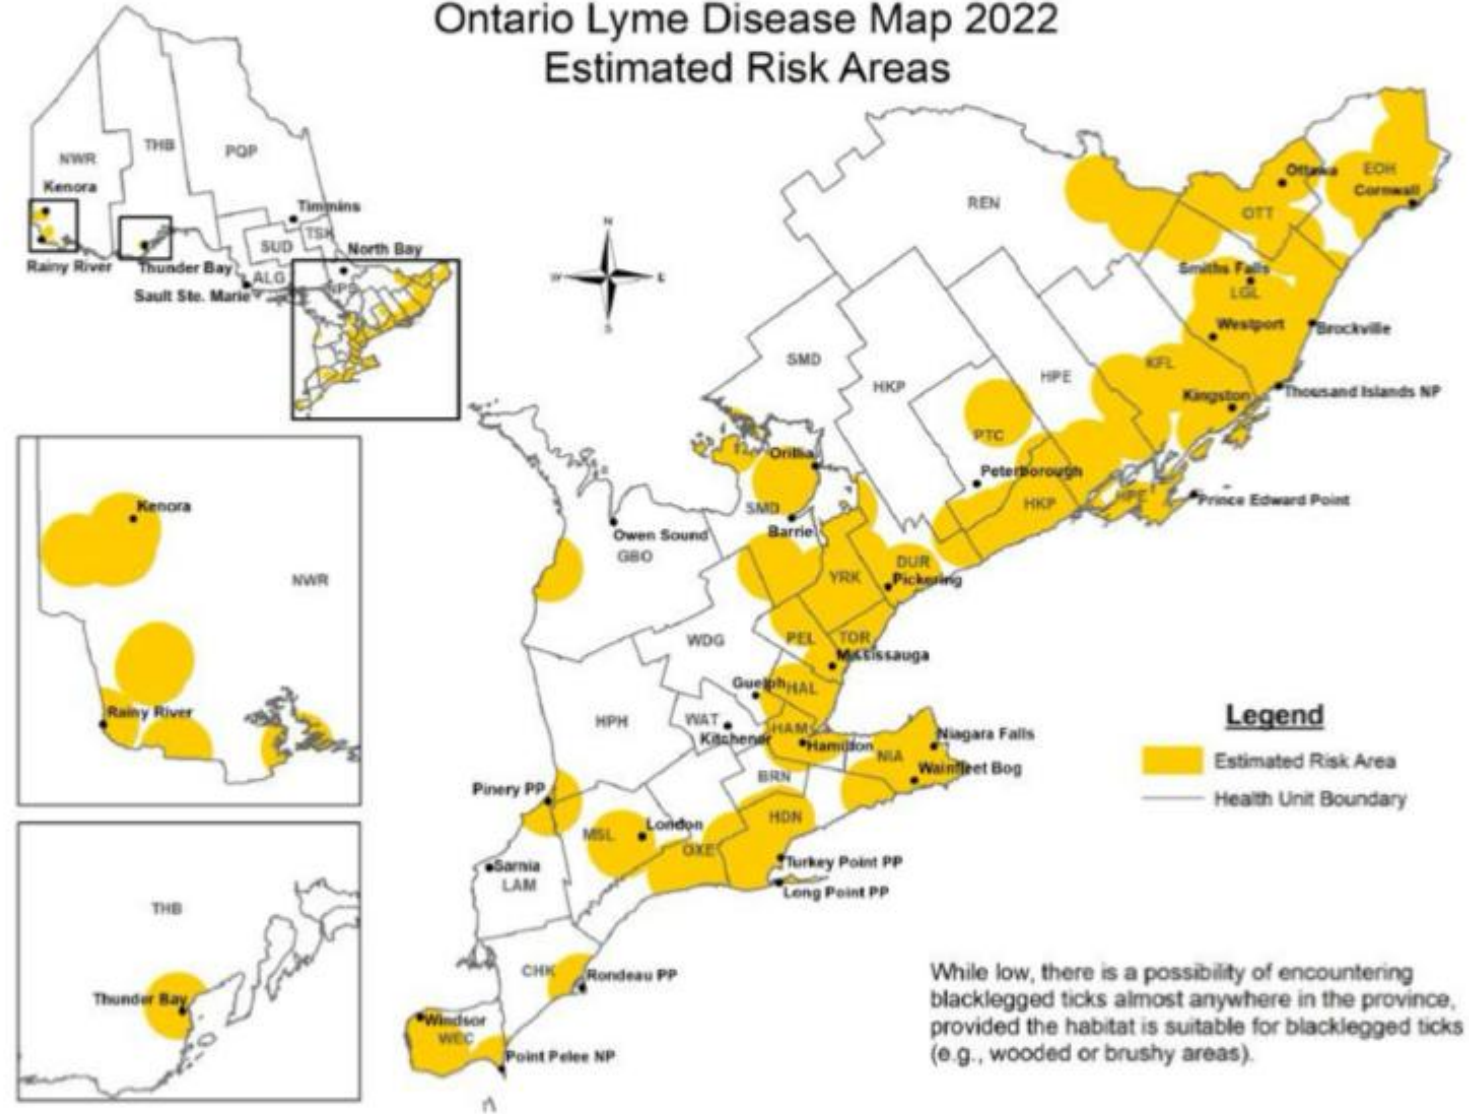 Ontario Lyme Disease Map 2022
Estimated Risk Areas
NWR
THB
PQP
Kenora
Timmins
TSK
SUD
North Bay
Rainy River
Thunder Bay
ALG
NPS
Sault Ste. Marie
N
W
E
S
REN
Ottawa
EOH
Cornwall
OTT
Smiths Falls
LGL
Westport
Brockville
SMD
HKP
HPE
KFL
Kingston
Thousand Islands NP
PTC
Orillia
Peterborough
HKP
HPE
Prince Edward Point
SMD
Barrie
Owen Sound
GBO
DUR
YRK
Pickering
WDG
PEL
TOR
Mississauga
Guelph
HAL
HPH
WAT
Kitchener
HAM
Hamilton
Niagara Falls
NIA
Wainfleet Bog
BRN
Pinery PP
HDN
MSL
London
OXE
Turkey Point PP
Sarnia
LAM
Long Point PP
CHK
Rondeau PP
Windsor
WEC
Point Pelee NP
Kenora
NWR
Rainy River
THB
Thunder Bay
Legend
Estimated Risk Area
Health Unit Boundary
While low, there is a possibility of encountering
blacklegged ticks almost anywhere in the province,
provided the habitat is suitable for blacklegged ticks
(e.g., wooded or brushy areas).